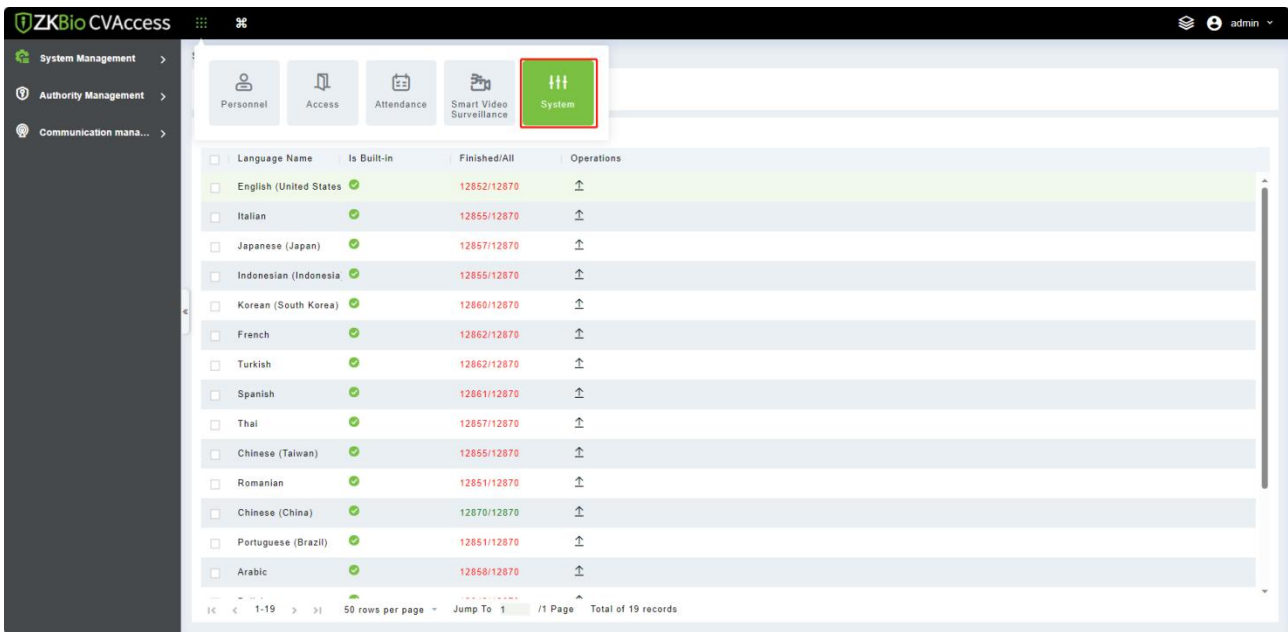 ZKBio CVAccess
admin
System Management
Authority Management
Communication mana...
Personnel
Access
Attendance
Smart Video
Surveillance
System
Language Name Is Built-in Finished/All Operations
English (United States 12852/12870
Italian 12855/12870
Japanese (Japan) 12857/12870
Indonesian (Indonesia 12855/12870
Korean (South Korea) 12860/12870
French 12862/12870
Turkish 12862/12870
Spanish 12861/12870
Thai 12857/12870
Chinese (Taiwan) 12855/12870
Romanian 12851/12870
Chinese (China) 12870/12870
Portuguese (Brazil) 12851/12870
Arabic 12858/12870
1-19 50 rows per page Jump To 1 /1 Page Total of 19 records